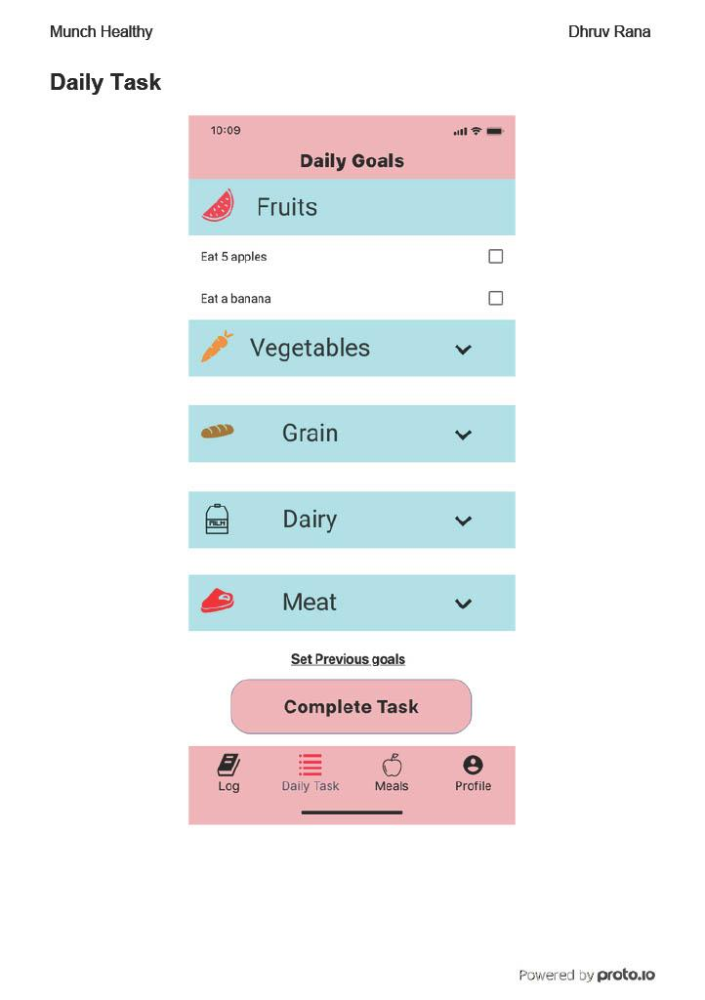 Munch Healthy
Dhruv Rana
Daily Task
10:09
Daily Goals
Fruits
Eat 5 apples
Eat a banana
Vegetables
Grain
MILK
Dairy
Meat
Set Previous goals
Complete Task
Log
Daily Task
Meals
Profile
Powered by proto.io